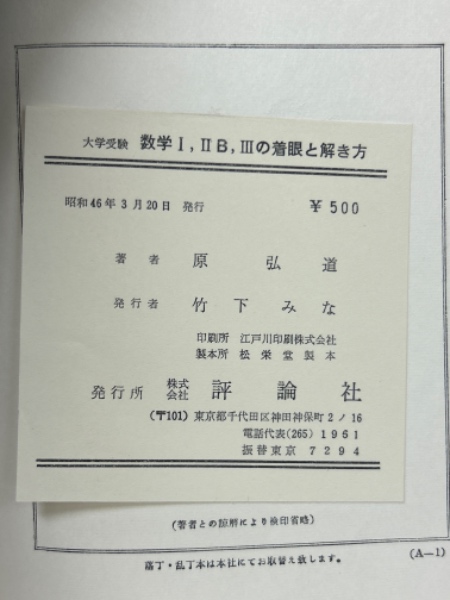 大学受験 数学Ⅰ,ⅡB,Ⅲの着眼と解き方
昭和46年3月20日 発行 ¥500
著者 原弘道
発行者 竹下みな
印刷所 江戸川印刷株式会社
製本所 松栄堂製本
発行所 株式会社 評論社
(〒101) 東京都千代田区神田神保町2ノ16
電話代表(265)1961
振替東京 7294
(著者との諒解により検印省略)
落丁・乱丁本は本社にてお取替え致します。
(A-1)